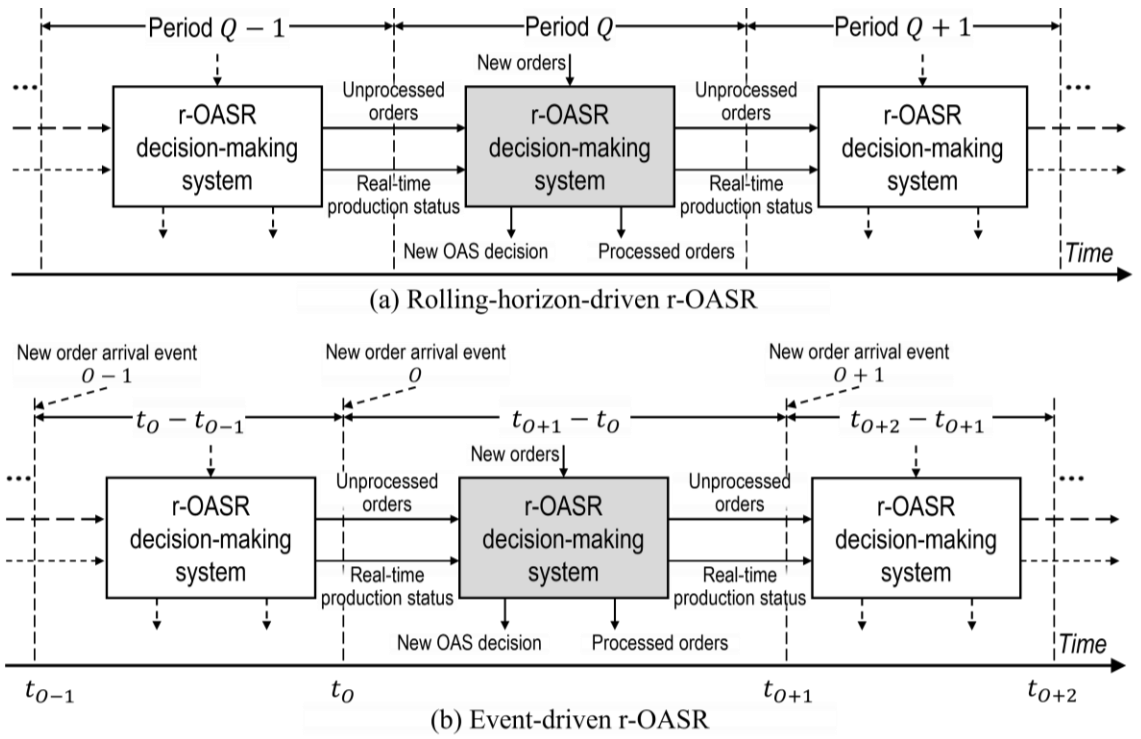 Period Q − 1
Period Q
Period Q + 1
New orders
...
Unprocessed
orders
Unprocessed
orders
...
r-OASR
decision-making
system
r-OASR
decision-making
system
r-OASR
decision-making
system
Real-time
production status
Real-time
production status
New OAS decision
Processed orders
Time
(a) Rolling-horizon-driven r-OASR
New order arrival event
O − 1
New order arrival event
O
New order arrival event
O + 1
t_O − t_{O−1}
t_{O+1} − t_O
t_{O+2} − t_{O+1}
New orders
...
Unprocessed
orders
Unprocessed
orders
...
r-OASR
decision-making
system
r-OASR
decision-making
system
r-OASR
decision-making
system
Real-time
production status
Real-time
production status
New OAS decision
Processed orders
Time
t_{O−1}
t_O
t_{O+1}
t_{O+2}
(b) Event-driven r-OASR